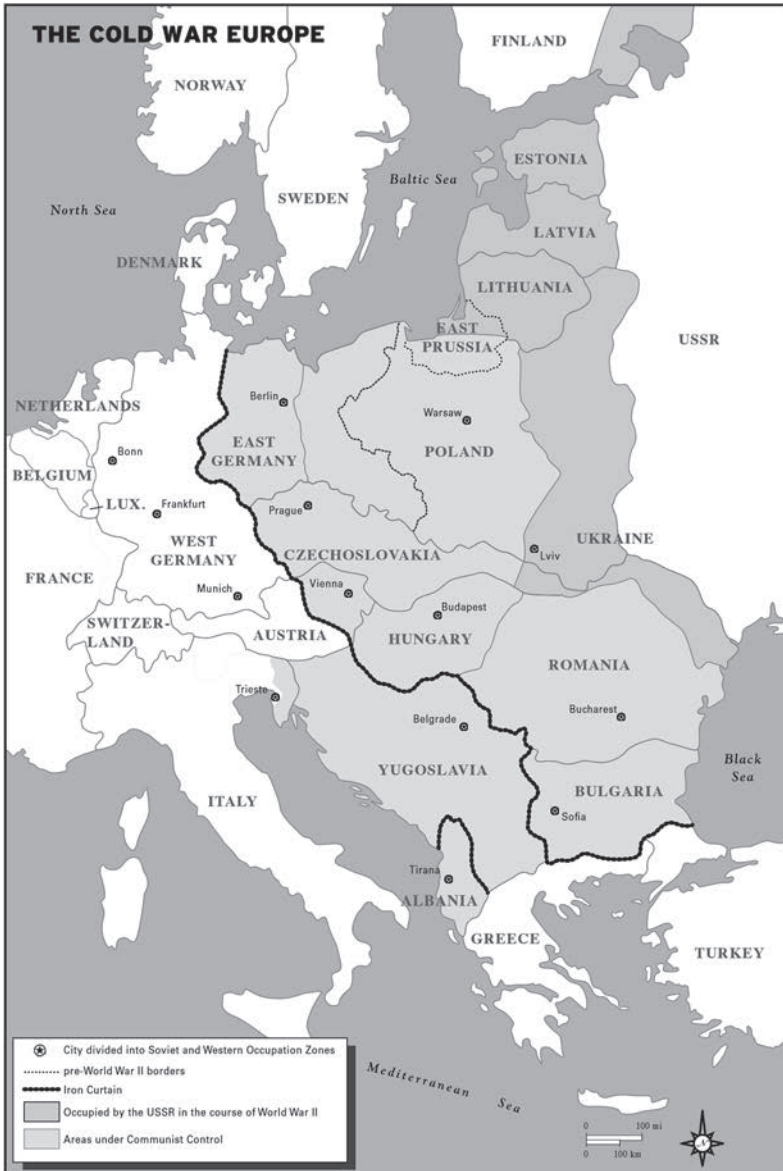 THE COLD WAR EUROPE
FINLAND
NORWAY
ESTONIA
Baltic Sea
SWEDEN
North Sea
LATVIA
DENMARK
LITHUANIA
EAST
PRUSSIA
USSR
NETHERLANDS
Berlin
Warsaw
EAST
GERMANY
POLAND
Bonn
BELGIUM
LUX.
Frankfurt
Prague
UKRAINE
WEST
GERMANY
CZECHOSLOVAKIA
Lviv
FRANCE
Munich
Vienna
Budapest
SWITZER-
LAND
AUSTRIA
HUNGARY
ROMANIA
Trieste
Belgrade
Bucharest
Black
Sea
YUGOSLAVIA
BULGARIA
ITALY
Sofia
Tirana
ALBANIA
GREECE
TURKEY
City divided into Soviet and Western Occupation Zones
pre-World War II borders
Iron Curtain
Occupied by the USSR in the course of World War II
Areas under Communist Control
Mediterranean Sea
0 100 mi
0 100 km
N